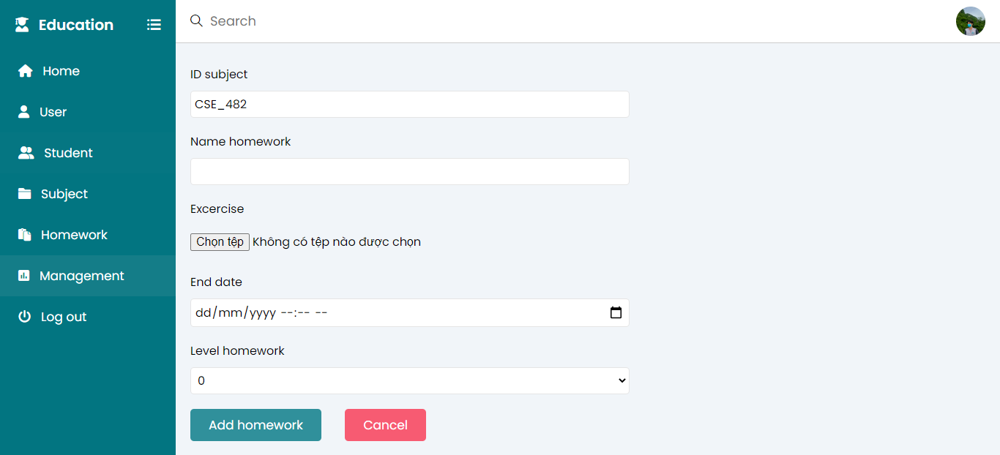 Education
Home
User
Student
Subject
Homework
Management
Log out
Search
ID subject
CSE_482
Name homework
Excercise
Chọn tệp Không có tệp nào được chọn
End date
dd/mm/yyyy --:-- --
Level homework
0
Add homework
Cancel